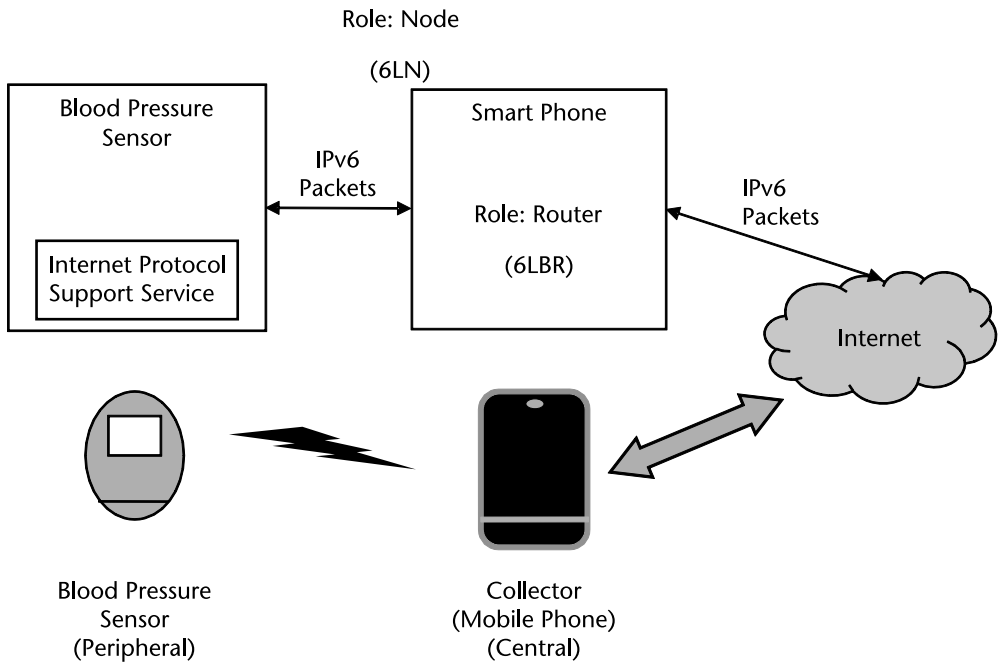 Role: Node
(6LN)
Blood Pressure
Sensor
Internet Protocol
Support Service
IPv6
Packets
Smart Phone
Role: Router
(6LBR)
IPv6
Packets
Internet
Blood Pressure
Sensor
(Peripheral)
Collector
(Mobile Phone)
(Central)